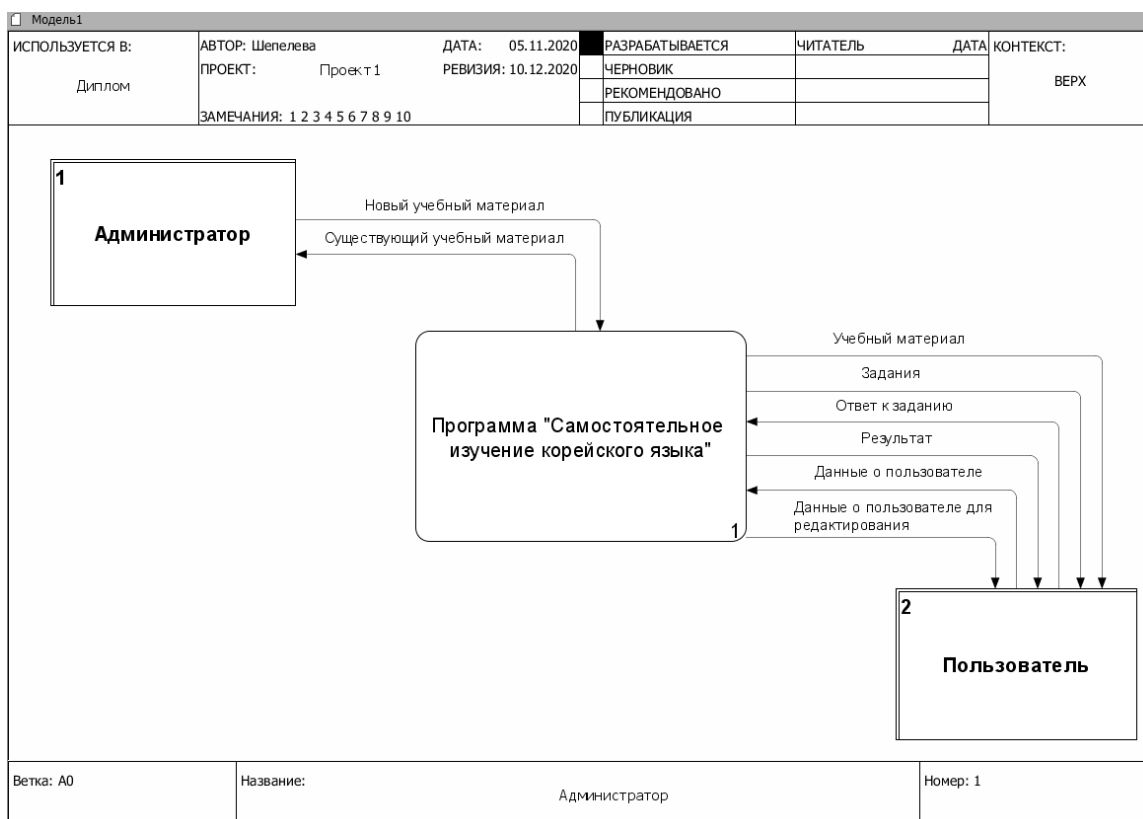 Модель1
ИСПОЛЬЗУЕТСЯ В:
Диплом
АВТОР: Шепелева
ДАТА: 05.11.2020
ПРОЕКТ: Проект1
РЕВИЗИЯ: 10.12.2020
ЗАМЕЧАНИЯ: 1 2 3 4 5 6 7 8 9 10
РАЗРАБАТЫВАЕТСЯ
ЧЕРНОВИК
РЕКОМЕНДОВАНО
ПУБЛИКАЦИЯ
ЧИТАТЕЛЬ
ДАТА
КОНТЕКСТ:
ВЕРХ
1
Администратор
Новый учебный материал
Существующий учебный материал
Программа "Самостоятельное
изучение корейского языка"
1
Учебный материал
Задания
Ответ к заданию
Результат
Данные о пользователе
Данные о пользователе для
редактирования
2
Пользователь
Ветка: A0
Название:
Администратор
Номер: 1